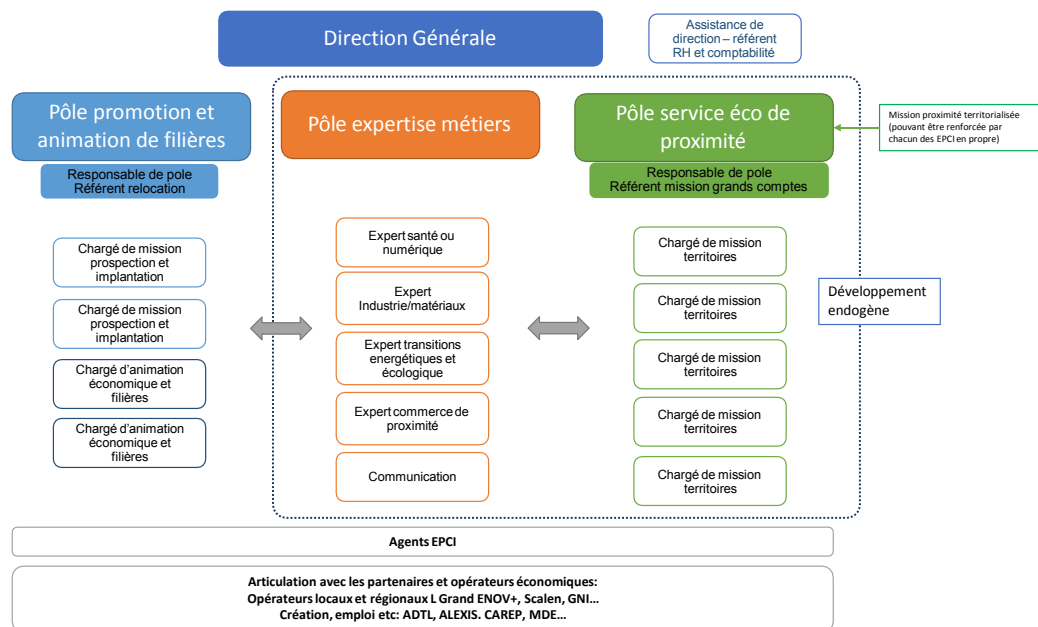 Direction Générale
Assistance de
direction – référent
RH et comptabilité
Pôle promotion et
animation de filières
Responsable de pole
Référent relocation
Chargé de mission
prospection et
implantation
Chargé de mission
prospection et
implantation
Chargé d'animation
économique et
filières
Chargé d'animation
économique et
filières
Pôle expertise métiers
Expert santé ou
numérique
Expert
Industrie/matériaux
Expert transitions
energétiques et
écologique
Expert commerce de
proximité
Communication
Pôle service éco de
proximité
Responsable de pole
Référent mission grands comptes
Chargé de mission
territoires
Chargé de mission
territoires
Chargé de mission
territoires
Chargé de mission
territoires
Chargé de mission
territoires
Mission proximité territorialisée
(pouvant être renforcée par
chacun des EPCI en propre)
Développement
endogène
Agents EPCI
Articulation avec les partenaires et opérateurs économiques:
Opérateurs locaux et régionaux L Grand ENOV+, Scalen, GNI…
Création, emploi etc: ADTL, ALEXIS. CAREP, MDE…